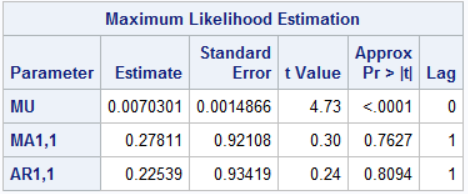 Maximum Likelihood Estimation
Parameter Estimate Standard Error t Value Approx Pr > |t| Lag
MU 0.0070301 0.0014866 4.73 <.0001 0
MA1,1 0.27811 0.92108 0.30 0.7627 1
AR1,1 0.22539 0.93419 0.24 0.8094 1